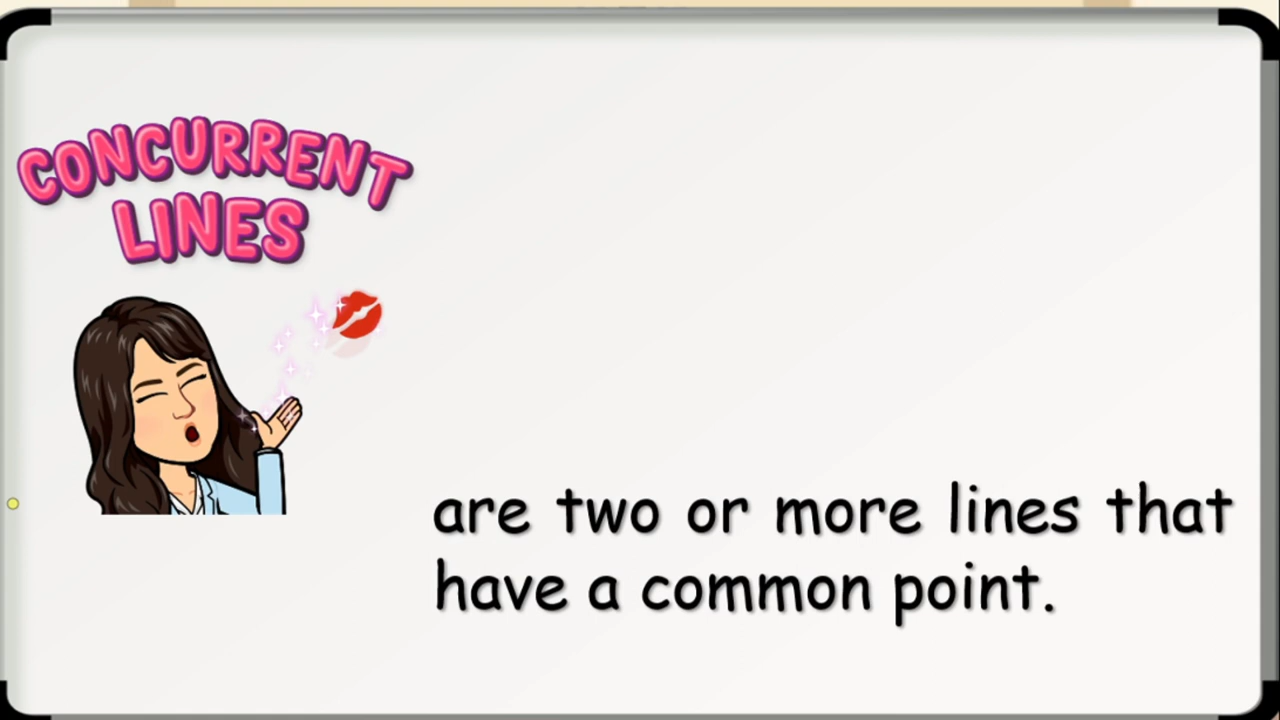 CONCURRENT
LINES
are two or more lines that
have a common point.